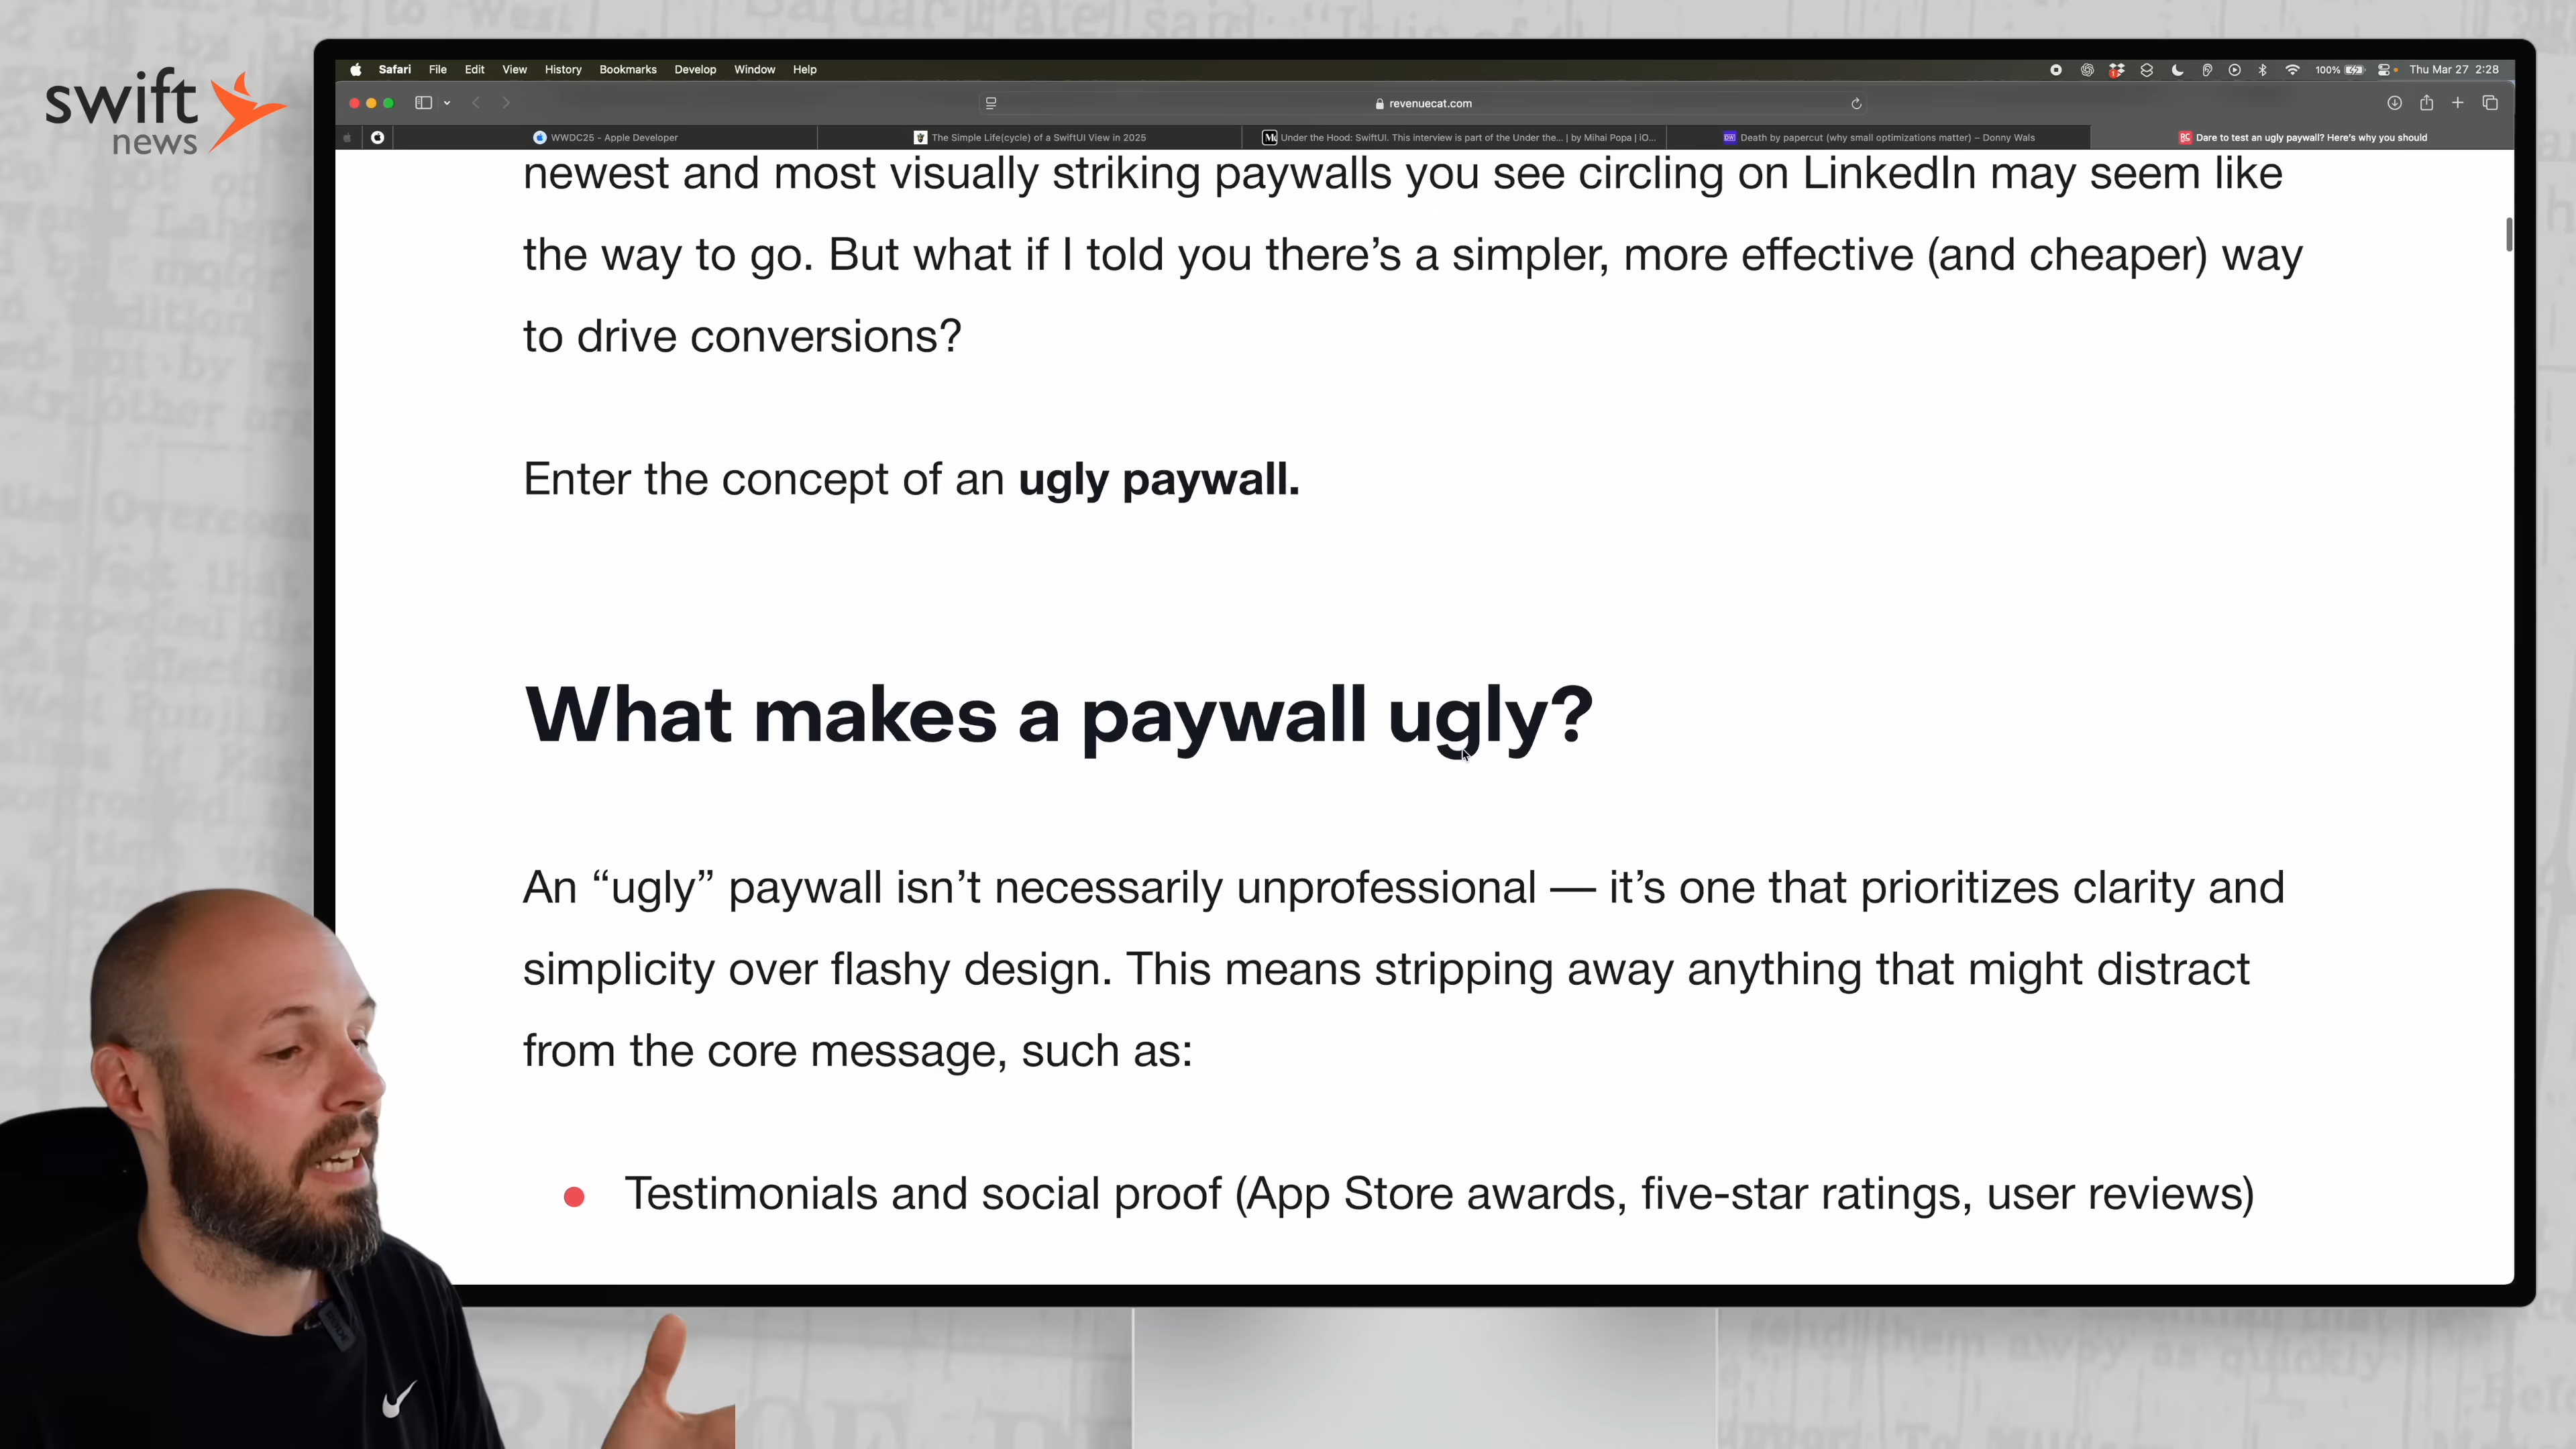 swift
news
Safari File Edit View History Bookmarks Develop Window Help
100% Thu Mar 27 2:28
revenuecat.com
WWDC25 - Apple Developer
The Simple Life(cycle) of a SwiftUI View in 2025
Under the Hood: SwiftUI. This interview is part of the Under the... | by Mihai Popa | iO...
Death by papercut (why small optimizations matter) – Donny Wals
Dare to test an ugly paywall? Here's why you should
newest and most visually striking paywalls you see circling on LinkedIn may seem like
the way to go. But what if I told you there’s a simpler, more effective (and cheaper) way
to drive conversions?
Enter the concept of an ugly paywall.
What makes a paywall ugly?
An “ugly” paywall isn’t necessarily unprofessional — it’s one that prioritizes clarity and
simplicity over flashy design. This means stripping away anything that might distract
from the core message, such as:
Testimonials and social proof (App Store awards, five-star ratings, user reviews)